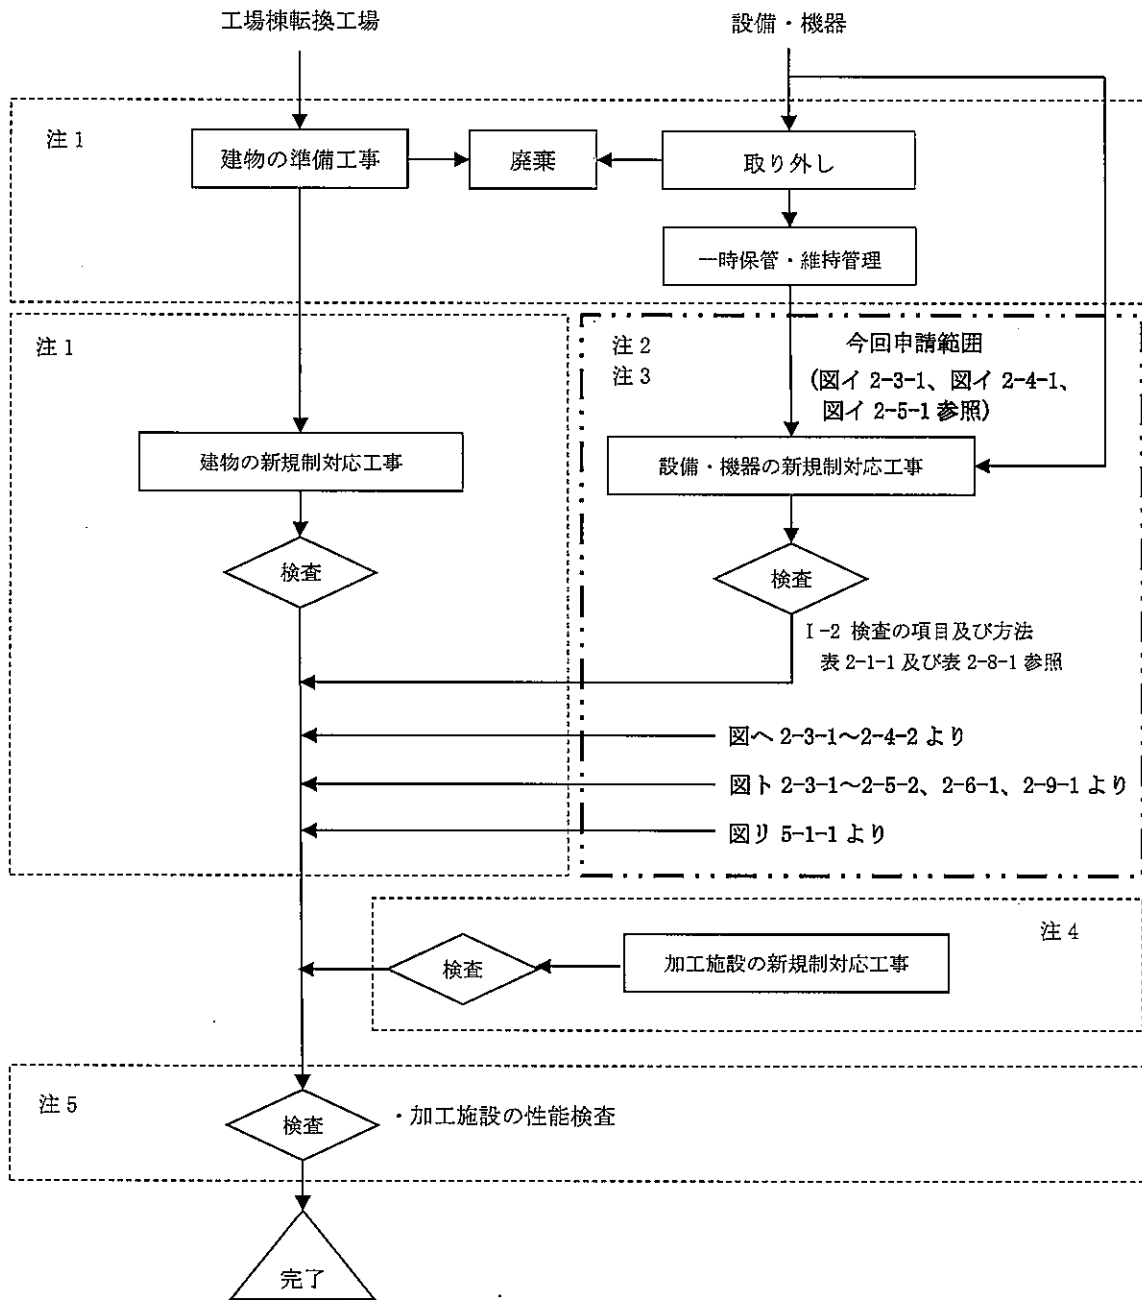 工場棟転換工場
設備・機器
注 1
建物の準備工事
廃棄
取り外し
一時保管・維持管理
注 1
注 2
注 3
今回申請範囲
(図イ 2-3-1、図イ 2-4-1、
図イ 2-5-1 参照)
建物の新規制対応工事
設備・機器の新規制対応工事
検査
検査
Ⅰ-2 検査の項目及び方法
表 2-1-1 及び表 2-8-1 参照
図ヘ 2-3-1～2-4-2 より
図ト 2-3-1～2-5-2、2-6-1、2-9-1 より
図リ 5-1-1 より
注 4
検査
加工施設の新規制対応工事
注 5
検査
・加工施設の性能検査
完了